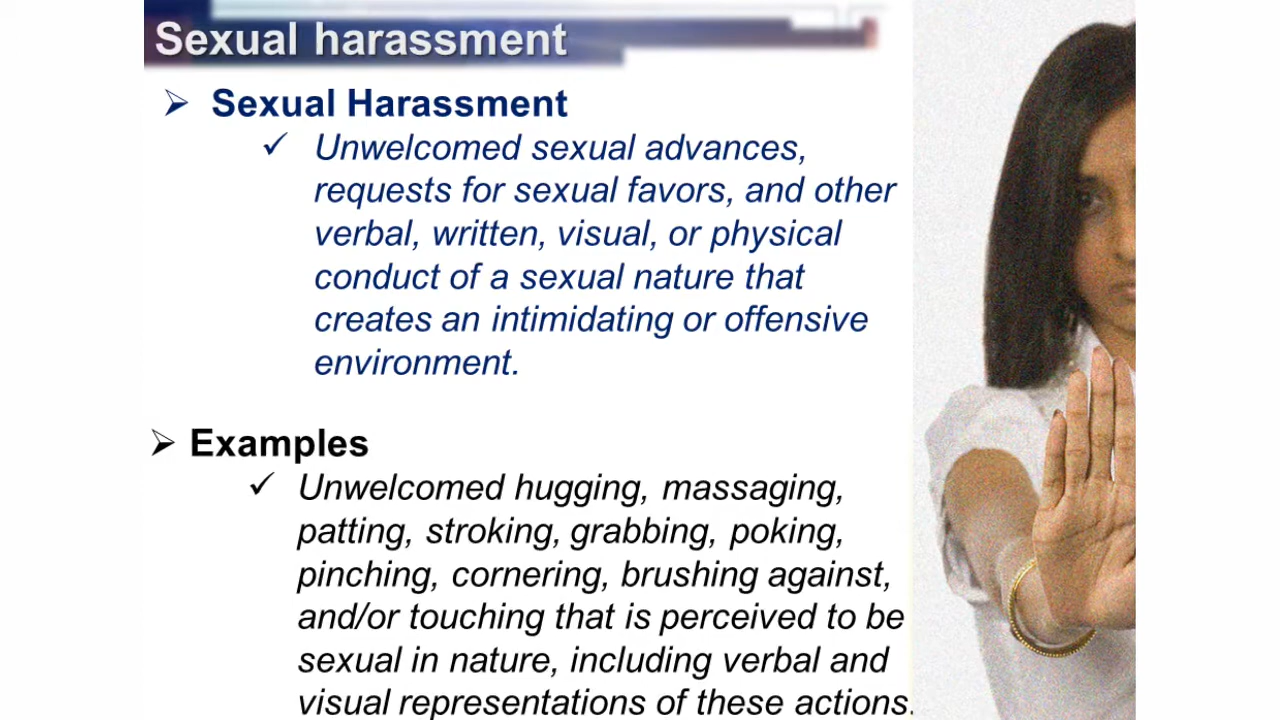 Sexual harassment
➢ Sexual Harassment
✓ Unwelcomed sexual advances,
requests for sexual favors, and other
verbal, written, visual, or physical
conduct of a sexual nature that
creates an intimidating or offensive
environment.
➢ Examples
✓ Unwelcomed hugging, massaging,
patting, stroking, grabbing, poking,
pinching, cornering, brushing against,
and/or touching that is perceived to be
sexual in nature, including verbal and
visual representations of these actions.